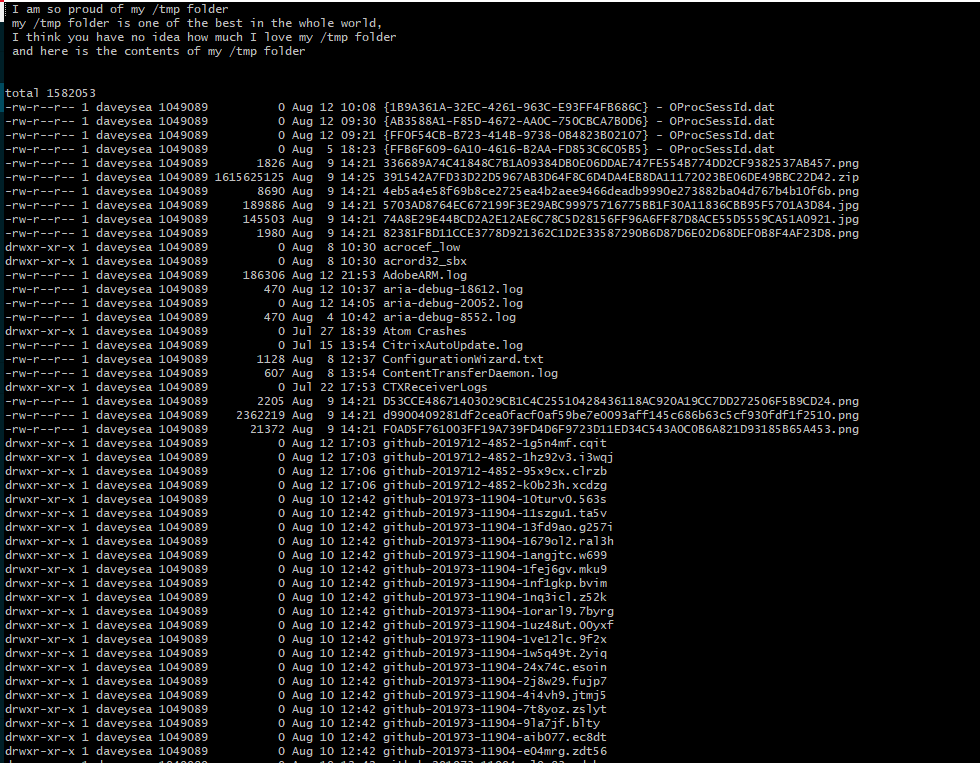 I am so proud of my /tmp folder
my /tmp folder is one of the best in the whole world,
I think you have no idea how much I love my /tmp folder
and here is the contents of my /tmp folder
total 1582053
-rw-r--r-- 1 daveysea 1049089 0 Aug 12 10:08 {1B9A361A-32EC-4261-963C-E93FF4FB686C} - OProcSessId.dat
-rw-r--r-- 1 daveysea 1049089 0 Aug 12 09:30 {AB3588A1-F85D-4672-AA0C-750CBCA7B0D6} - OProcSessId.dat
-rw-r--r-- 1 daveysea 1049089 0 Aug 12 09:21 {FF0F54CB-B723-414B-9738-0B4823B02107} - OProcSessId.dat
-rw-r--r-- 1 daveysea 1049089 0 Aug 5 18:23 {FFB6F609-6A10-4616-B2AA-FD853C6C05B5} - OProcSessId.dat
-rw-r--r-- 1 daveysea 1049089 1826 Aug 9 14:21 336689A74C41848C7B1A09384DB0E06DDAE747FE554B774DD2CF9382537AB457.png
-rw-r--r-- 1 daveysea 1049089 1615625125 Aug 9 14:25 391542A7FD33D22D5967AB3D64F8C6D4DA4EB8DA11172032BE06DE49BBC22D42.zip
-rw-r--r-- 1 daveysea 1049089 8690 Aug 9 14:21 4eb5a4e58f69b8ce2725ea4b2aee9466deadb9990e273882ba04d767b4b10f6b.png
-rw-r--r-- 1 daveysea 1049089 189886 Aug 9 14:21 5703AD8764EC672199F3E29ABC99975716775BB1F30A11836CBB95F5701A3D84.jpg
-rw-r--r-- 1 daveysea 1049089 145503 Aug 9 14:21 74A8E29E44BCD2A2E12AE6C78C5D28156FF96A6FF87D8ACE55D5559CA51A0921.jpg
-rw-r--r-- 1 daveysea 1049089 1980 Aug 9 14:21 82381FBD11CCE3778D921362C1D2E33587290B6D87D6E02D68DEF0B8F4AF23D8.png
drwxr-xr-x 1 daveysea 1049089 0 Aug 8 10:30 acrocef_low
drwxr-xr-x 1 daveysea 1049089 0 Aug 8 10:30 acrord32_sbx
-rw-r--r-- 1 daveysea 1049089 186306 Aug 12 21:53 AdobeARM.log
-rw-r--r-- 1 daveysea 1049089 470 Aug 12 10:37 aria-debug-18612.log
-rw-r--r-- 1 daveysea 1049089 0 Aug 12 14:05 aria-debug-20052.log
-rw-r--r-- 1 daveysea 1049089 470 Aug 4 10:42 aria-debug-8552.log
drwxr-xr-x 1 daveysea 1049089 0 Jul 27 18:39 Atom Crashes
-rw-r--r-- 1 daveysea 1049089 0 Jul 15 13:54 CitrixAutoUpdate.log
-rw-r--r-- 1 daveysea 1049089 1128 Aug 8 12:37 ConfigurationWizard.txt
-rw-r--r-- 1 daveysea 1049089 607 Aug 8 13:54 ContentTransferDaemon.log
drwxr-xr-x 1 daveysea 1049089 0 Jul 22 17:53 CTXReceiverLogs
-rw-r--r-- 1 daveysea 1049089 2205 Aug 9 14:21 D53CCE48671403029CB1C4C25510428436118AC920A19CC7DD272506F5B9CD24.png
-rw-r--r-- 1 daveysea 1049089 2362219 Aug 9 14:21 d9900409281df2cea0facf0af59be7e0093aff145c686b63c5cf930fdf1f2510.png
-rw-r--r-- 1 daveysea 1049089 21372 Aug 9 14:21 F0AD5F761003FF19A739FD4D6F9723D11ED34C543A0C0B6A821D93185B65A453.png
drwxr-xr-x 1 daveysea 1049089 0 Aug 12 17:03 github-2019712-4852-1g5n4mf.cqit
drwxr-xr-x 1 daveysea 1049089 0 Aug 12 17:03 github-2019712-4852-1hz92v3.i3wqj
drwxr-xr-x 1 daveysea 1049089 0 Aug 12 17:06 github-2019712-4852-95x9cx.clrzb
drwxr-xr-x 1 daveysea 1049089 0 Aug 12 17:06 github-2019712-4852-k0b23h.xcdzg
drwxr-xr-x 1 daveysea 1049089 0 Aug 10 12:42 github-201973-11904-10turv0.563s
drwxr-xr-x 1 daveysea 1049089 0 Aug 10 12:42 github-201973-11904-11szgu1.ta5v
drwxr-xr-x 1 daveysea 1049089 0 Aug 10 12:42 github-201973-11904-13fd9ao.g257i
drwxr-xr-x 1 daveysea 1049089 0 Aug 10 12:42 github-201973-11904-1679ol2.ral3h
drwxr-xr-x 1 daveysea 1049089 0 Aug 10 12:42 github-201973-11904-1angjtc.w699
drwxr-xr-x 1 daveysea 1049089 0 Aug 10 12:42 github-201973-11904-1fej6gv.mku9
drwxr-xr-x 1 daveysea 1049089 0 Aug 10 12:42 github-201973-11904-1nf1gkp.bvim
drwxr-xr-x 1 daveysea 1049089 0 Aug 10 12:42 github-201973-11904-1nq3icl.z52k
drwxr-xr-x 1 daveysea 1049089 0 Aug 10 12:42 github-201973-11904-1orarl9.7byrg
drwxr-xr-x 1 daveysea 1049089 0 Aug 10 12:42 github-201973-11904-1uz48ut.00yxf
drwxr-xr-x 1 daveysea 1049089 0 Aug 10 12:42 github-201973-11904-1ve12lc.9f2x
drwxr-xr-x 1 daveysea 1049089 0 Aug 10 12:42 github-201973-11904-1w5q49t.2yiq
drwxr-xr-x 1 daveysea 1049089 0 Aug 10 12:42 github-201973-11904-24x74c.esoin
drwxr-xr-x 1 daveysea 1049089 0 Aug 10 12:42 github-201973-11904-2j8w29.fujp7
drwxr-xr-x 1 daveysea 1049089 0 Aug 10 12:42 github-201973-11904-4i4vh9.jtmj5
drwxr-xr-x 1 daveysea 1049089 0 Aug 10 12:42 github-201973-11904-7t8yoz.zslyt
drwxr-xr-x 1 daveysea 1049089 0 Aug 10 12:42 github-201973-11904-9la7jf.blty
drwxr-xr-x 1 daveysea 1049089 0 Aug 10 12:42 github-201973-11904-aib077.ec8dt
drwxr-xr-x 1 daveysea 1049089 0 Aug 10 12:42 github-201973-11904-e04mrg.zdt56